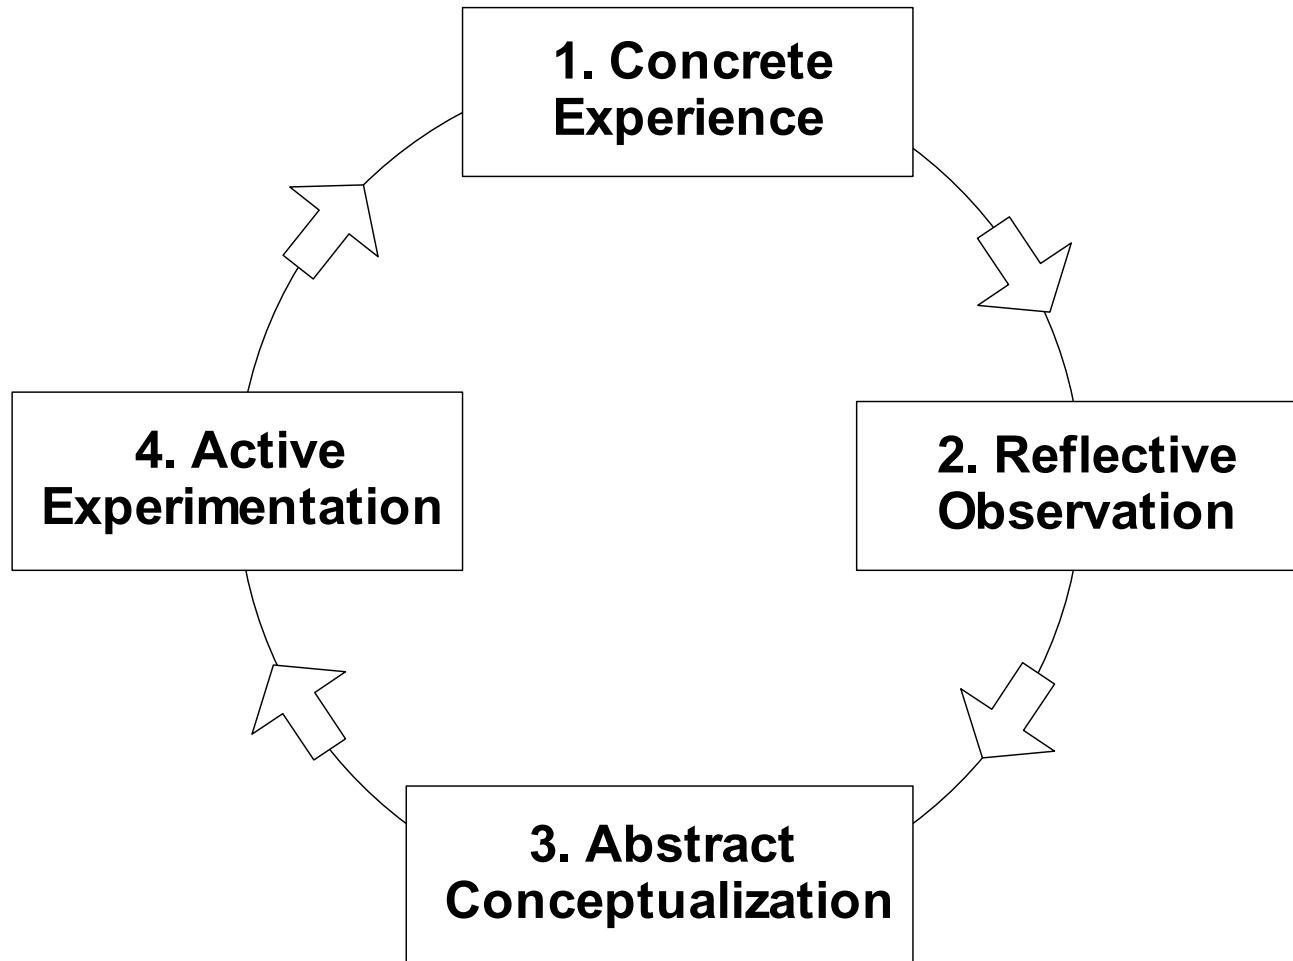 1. Concrete
Experience
2. Reflective
Observation
3. Abstract
Conceptualization
4. Active
Experimentation